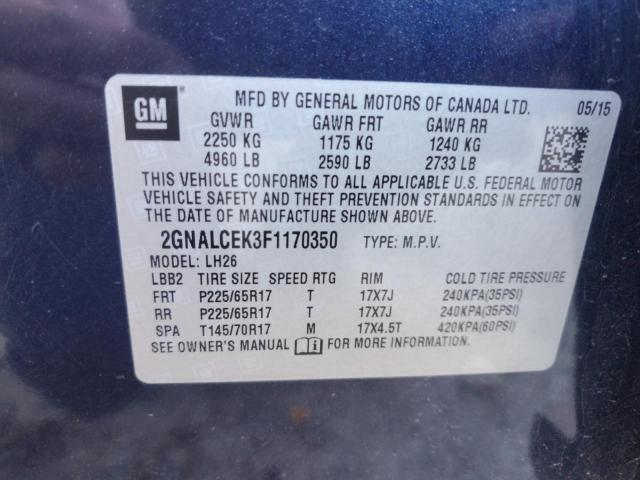 GM
MFD BY GENERAL MOTORS OF CANADA LTD. 05/15
GVWR GAWR FRT GAWR RR
2250 KG 1175 KG 1240 KG
4960 LB 2590 LB 2733 LB
THIS VEHICLE CONFORMS TO ALL APPLICABLE U.S. FEDERAL MOTOR
VEHICLE SAFETY AND THEFT PREVENTION STANDARDS IN EFFECT ON
THE DATE OF MANUFACTURE SHOWN ABOVE.
2GNALCEK3F1170350 TYPE: M.P.V.
MODEL: LH26
LBB2 TIRE SIZE SPEED RTG RIM COLD TIRE PRESSURE
FRT P225/65R17 T 17X7J 240KPA(35PSI)
RR P225/65R17 T 17X7J 240KPA(35PSI)
SPA T145/70R17 M 17X4.5T 420KPA(60PSI)
SEE OWNER'S MANUAL FOR MORE INFORMATION.